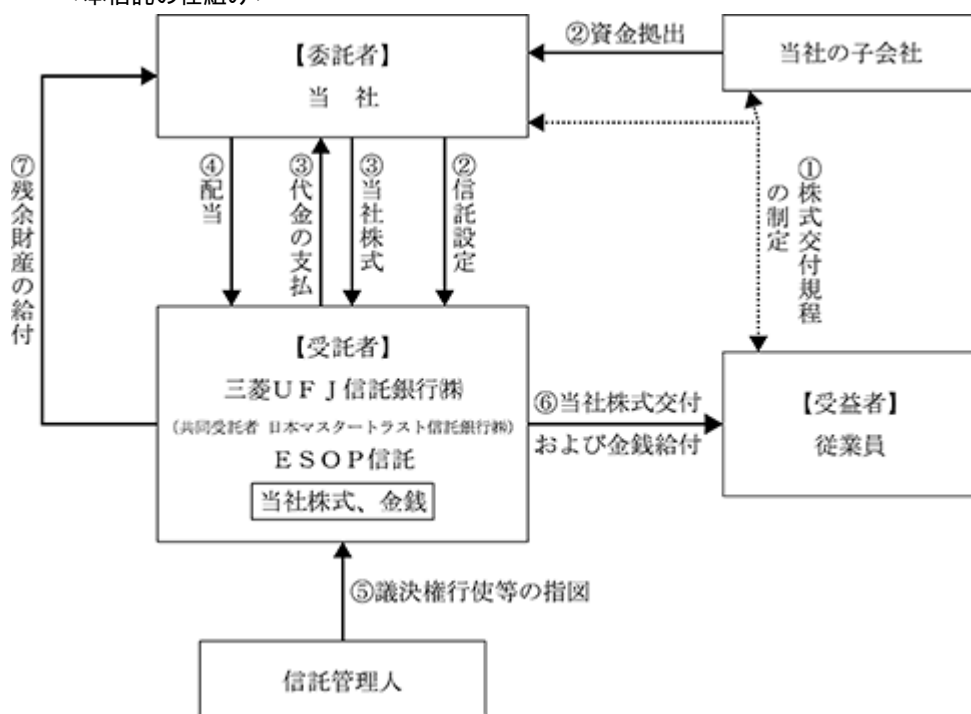 【委託者】
当　社
②資金拠出
当社の子会社
⑦残余財産の給付
④配当
③代金の支払
③当社株式
②信託設定
①株式交付規程
の制定
【受託者】
三菱ＵＦＪ信託銀行㈱
（共同受託者 日本マスタートラスト信託銀行㈱）
ＥＳＯＰ信託
当社株式、金銭
⑥当社株式交付
および金銭給付
【受益者】
従業員
⑤議決権行使等の指図
信託管理人